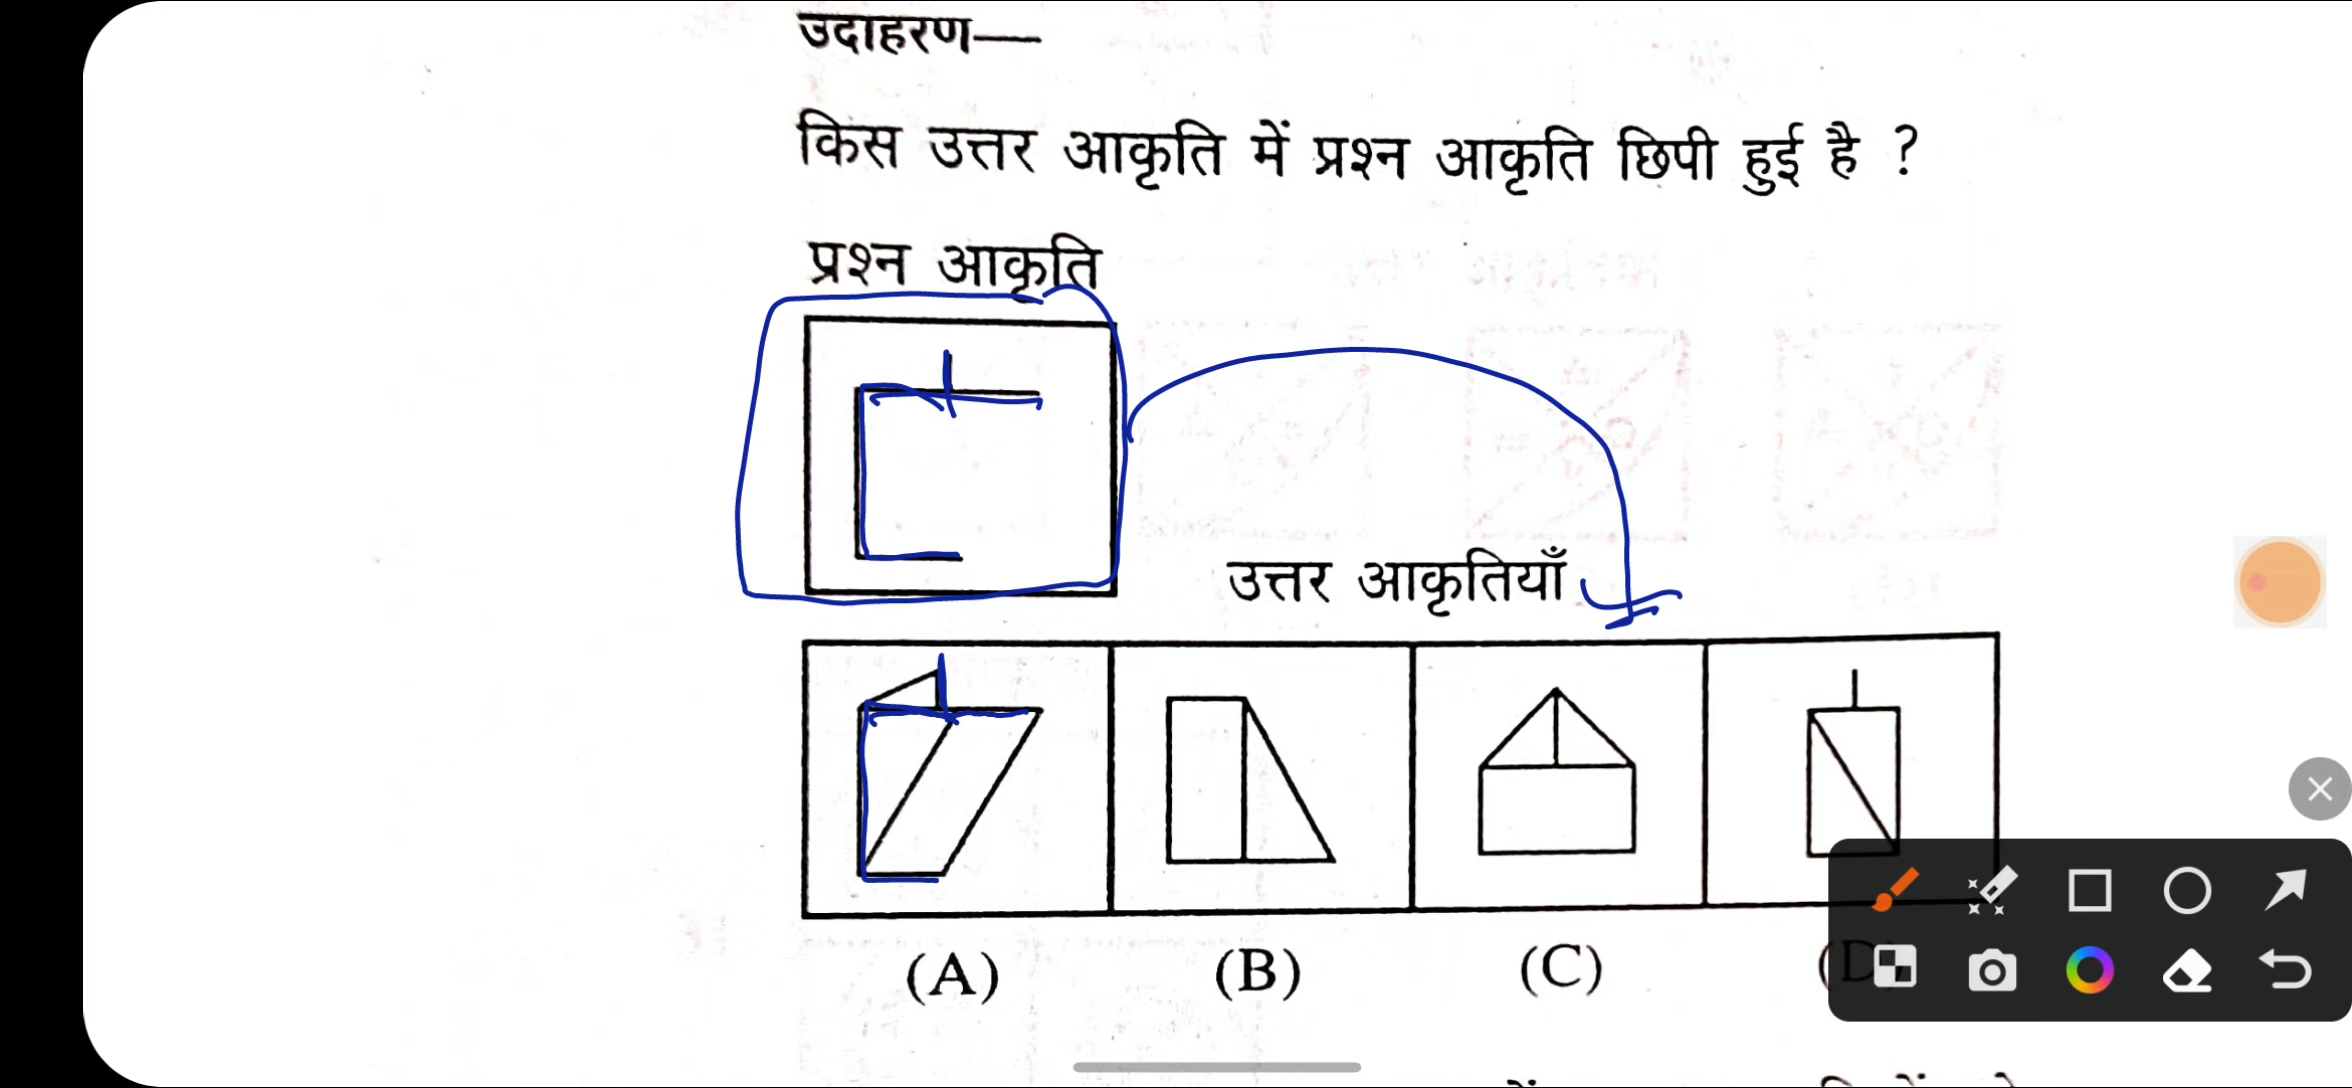 उदाहरण—
किस उत्तर आकृति में प्रश्न आकृति छिपी हुई है ?
प्रश्न आकृति
उत्तर आकृतियाँ
(A) (B) (C) (D